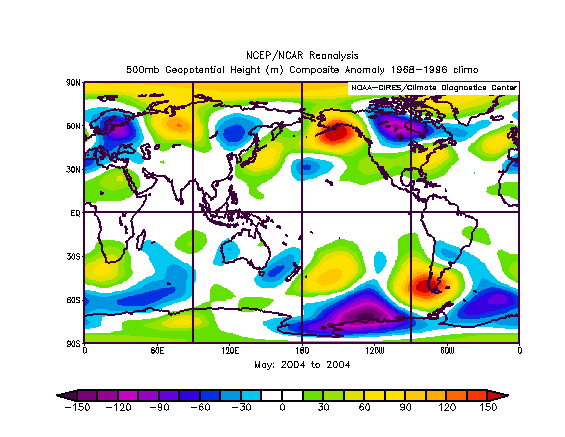 NCEP/NCAR Reanalysis
500mb Geopotential Height (m) Composite Anomaly 1968-1996 climo
NOAA-CIRES/Climate Diagnostics Center
90N
60N
30N
EQ
30S
60S
90S
0 60E 120E 180 120W 60W 0
May: 2004 to 2004
-150 -120 -90 -60 -30 0 30 60 90 120 150